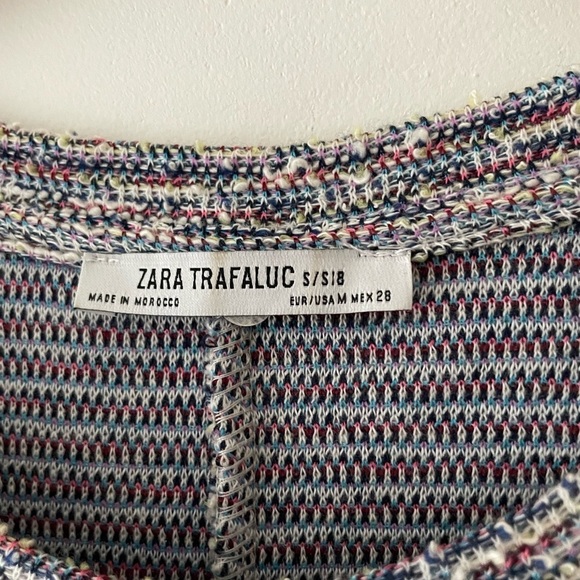 ZARA TRAFALUC S/S18
MADE IN MOROCCO EUR/USA M MEX 28